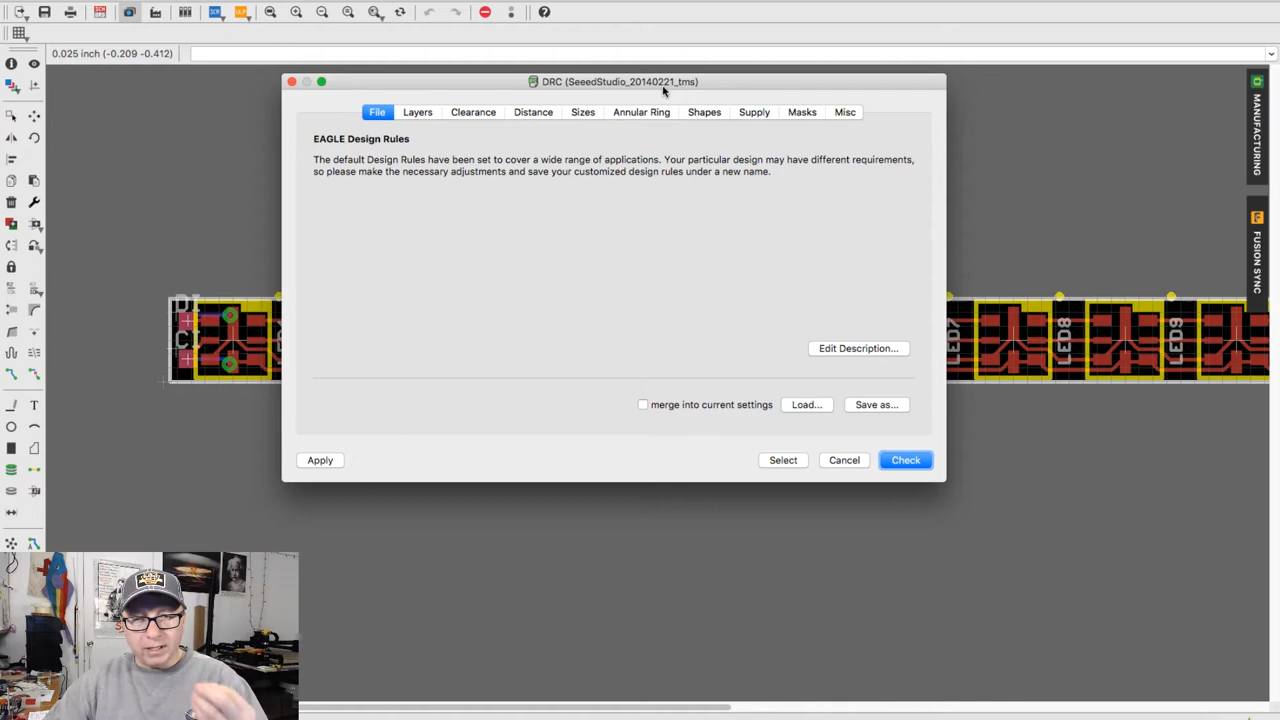 SCR ULP
0.025 inch (-0.209 -0.412)
DRC (SeeedStudio_20140221_tms)
File Layers Clearance Distance Sizes Annular Ring Shapes Supply Masks Misc
EAGLE Design Rules
The default Design Rules have been set to cover a wide range of applications. Your particular design may have different requirements,
so please make the necessary adjustments and save your customized design rules under a new name.
Edit Description...
merge into current settings Load... Save as...
Apply Select Cancel Check
MANUFACTURING
FUSION SYNC
DI
CI
LED7
LED8
LED9